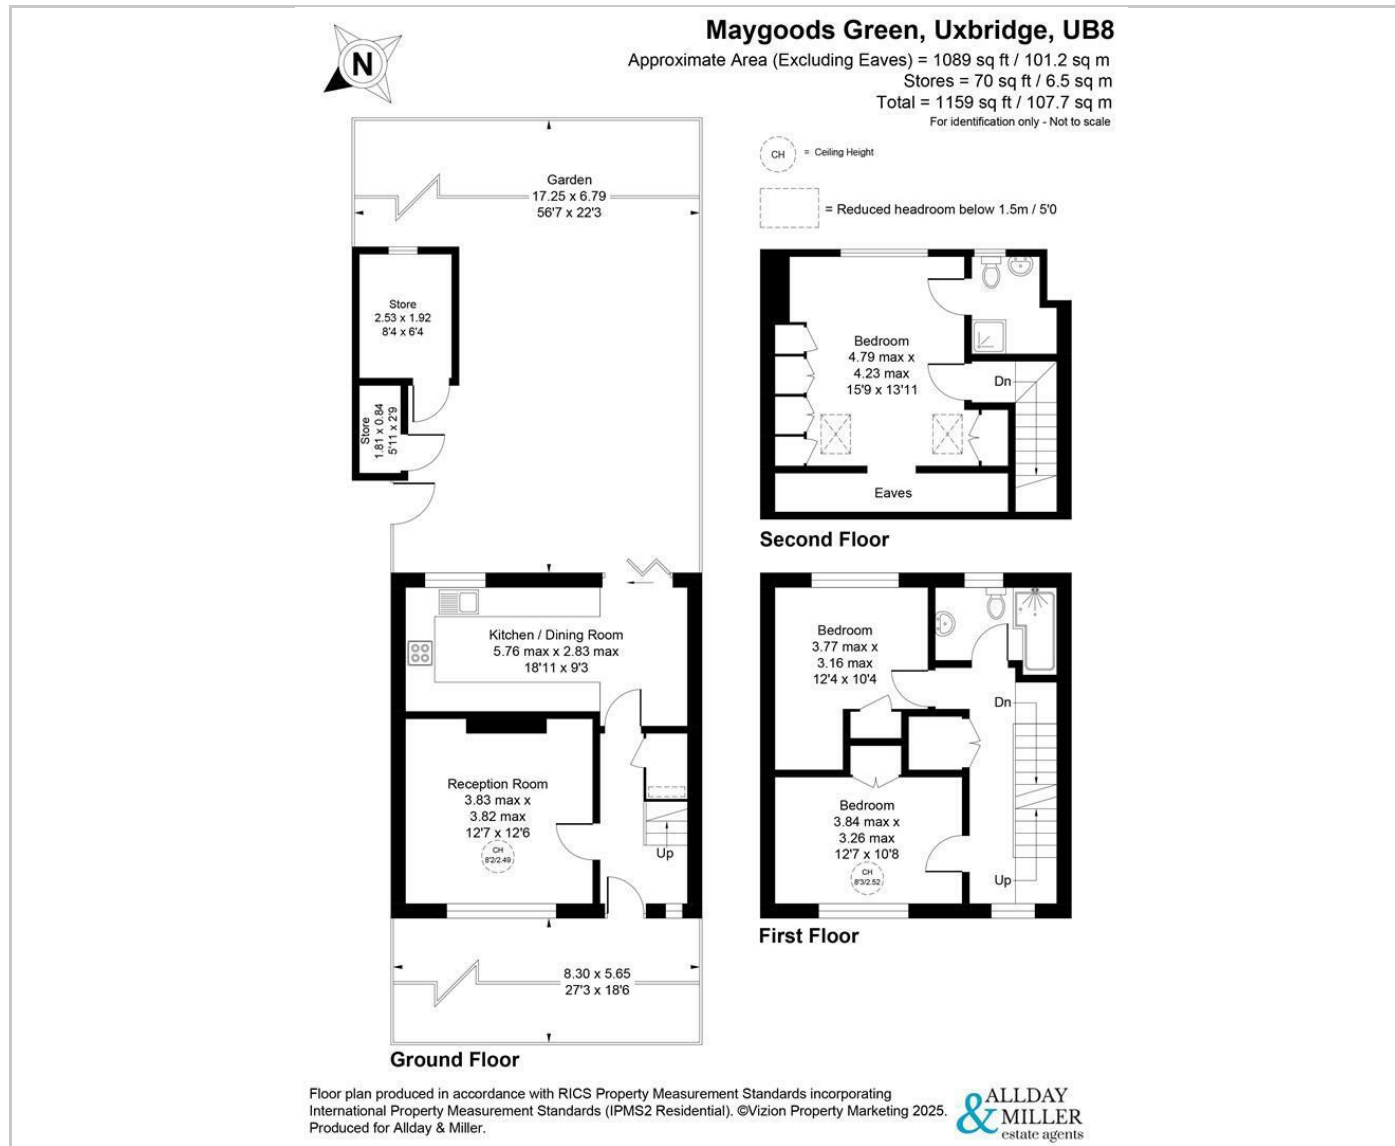 Maygoods Green, Uxbridge, UB8
Approximate Area (Excluding Eaves) = 1089 sq ft / 101.2 sq m
Stores = 70 sq ft / 6.5 sq m
Total = 1159 sq ft / 107.7 sq m
For identification only - Not to scale
N
CH
= Ceiling Height
= Reduced headroom below 1.5m / 5'0
Garden
17.25 x 6.79
56'7 x 22'3
Store
2.53 x 1.92
8'4 x 6'4
Store
1.81 x 0.84
5'11 x 2'9
Kitchen / Dining Room
5.76 max x 2.83 max
18'11 x 9'3
Reception Room
3.83 max x
3.82 max
12'7 x 12'6
CH
8'2/2.49
Up
8.30 x 5.65
27'3 x 18'6
Ground Floor
Bedroom
4.79 max x
4.23 max
15'9 x 13'11
Dn
Eaves
Second Floor
Bedroom
3.77 max x
3.16 max
12'4 x 10'4
Dn
Bedroom
3.84 max x
3.26 max
12'7 x 10'8
CH
8'3/2.52
Up
First Floor
Floor plan produced in accordance with RICS Property Measurement Standards incorporating
International Property Measurement Standards (IPMS2 Residential). ©Vizion Property Marketing 2025.
Produced for Allday & Miller.
ALLDAY
& MILLER
estate agents